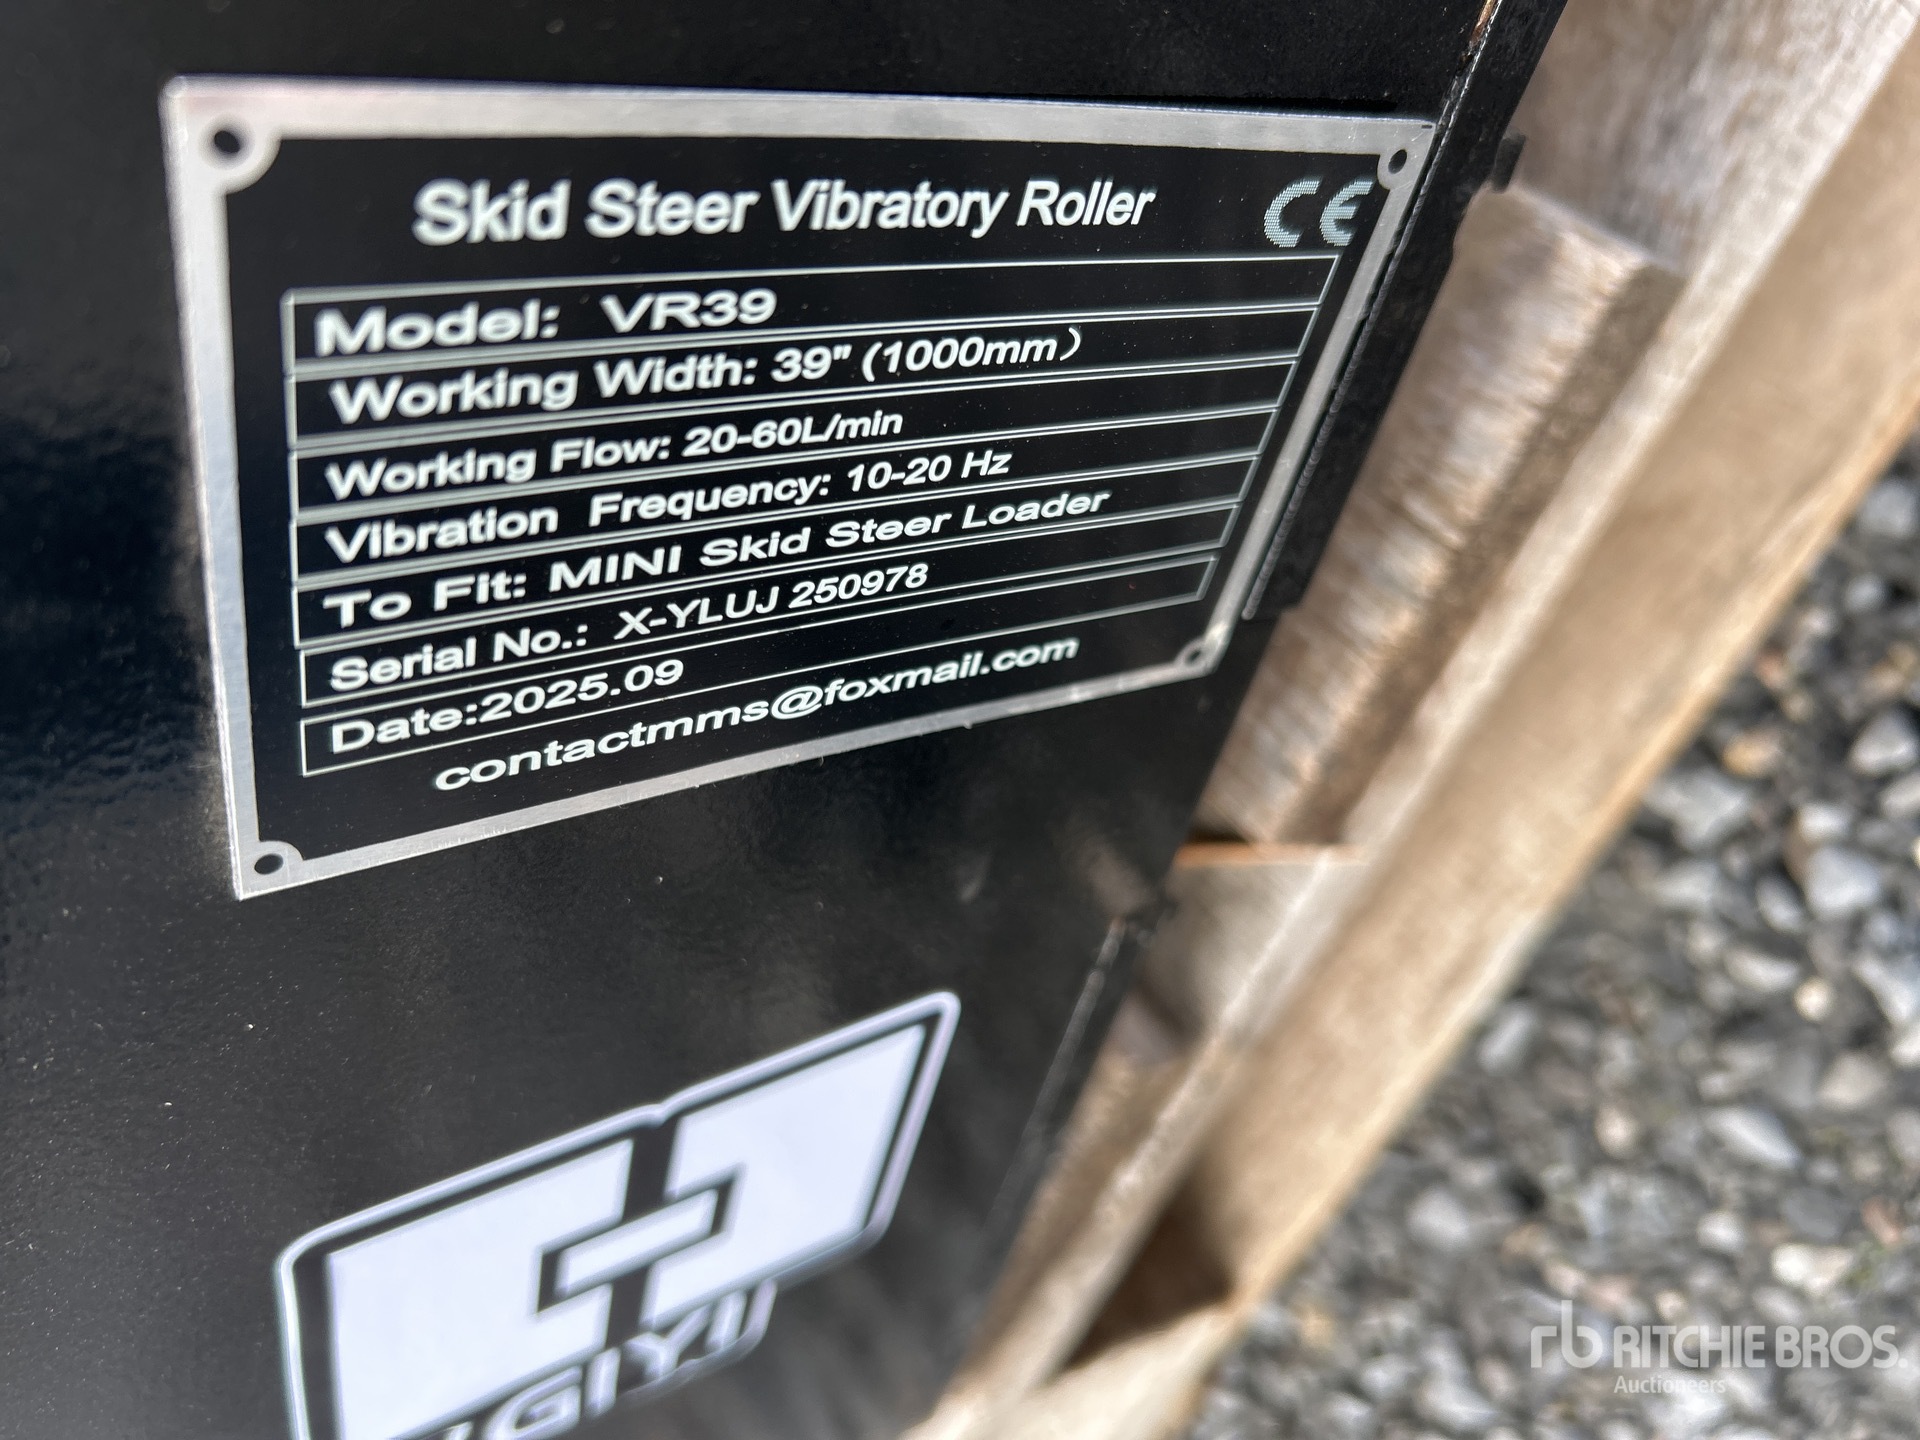 Skid Steer Vibratory Roller CE
Model: VR39
Working Width: 39" (1000mm)
Working Flow: 20-60L/min
Vibration Frequency: 10-20 Hz
To Fit: MINI Skid Steer Loader
Serial No.: X-YLUJ 250978
Date:2025.09
contactmms@foxmail.com
rb RITCHIE BROS.
Auctioneers